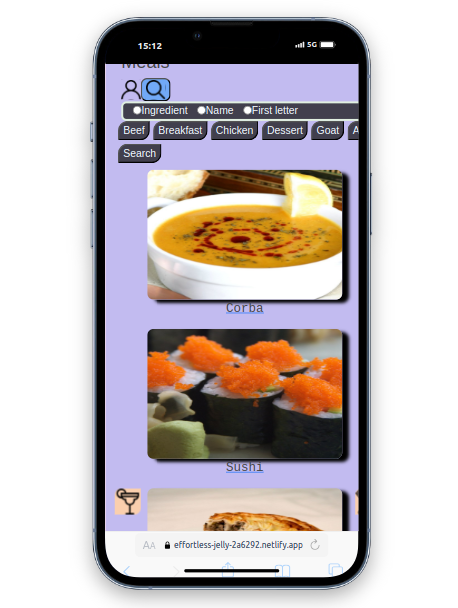 15:12
5G
Meals
Ingredient Name First letter
Beef Breakfast Chicken Dessert Goat A
Search
Corba
Sushi
AA effortless-jelly-2a6292.netlify.app